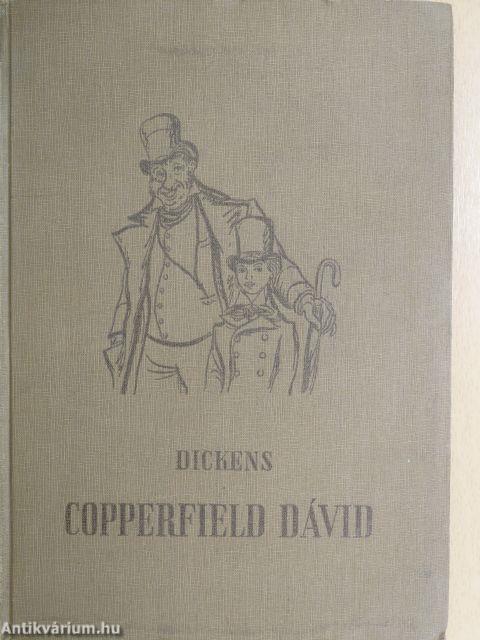 DICKENS
COPPERFIELD DÁVID
Antikvárium.hu